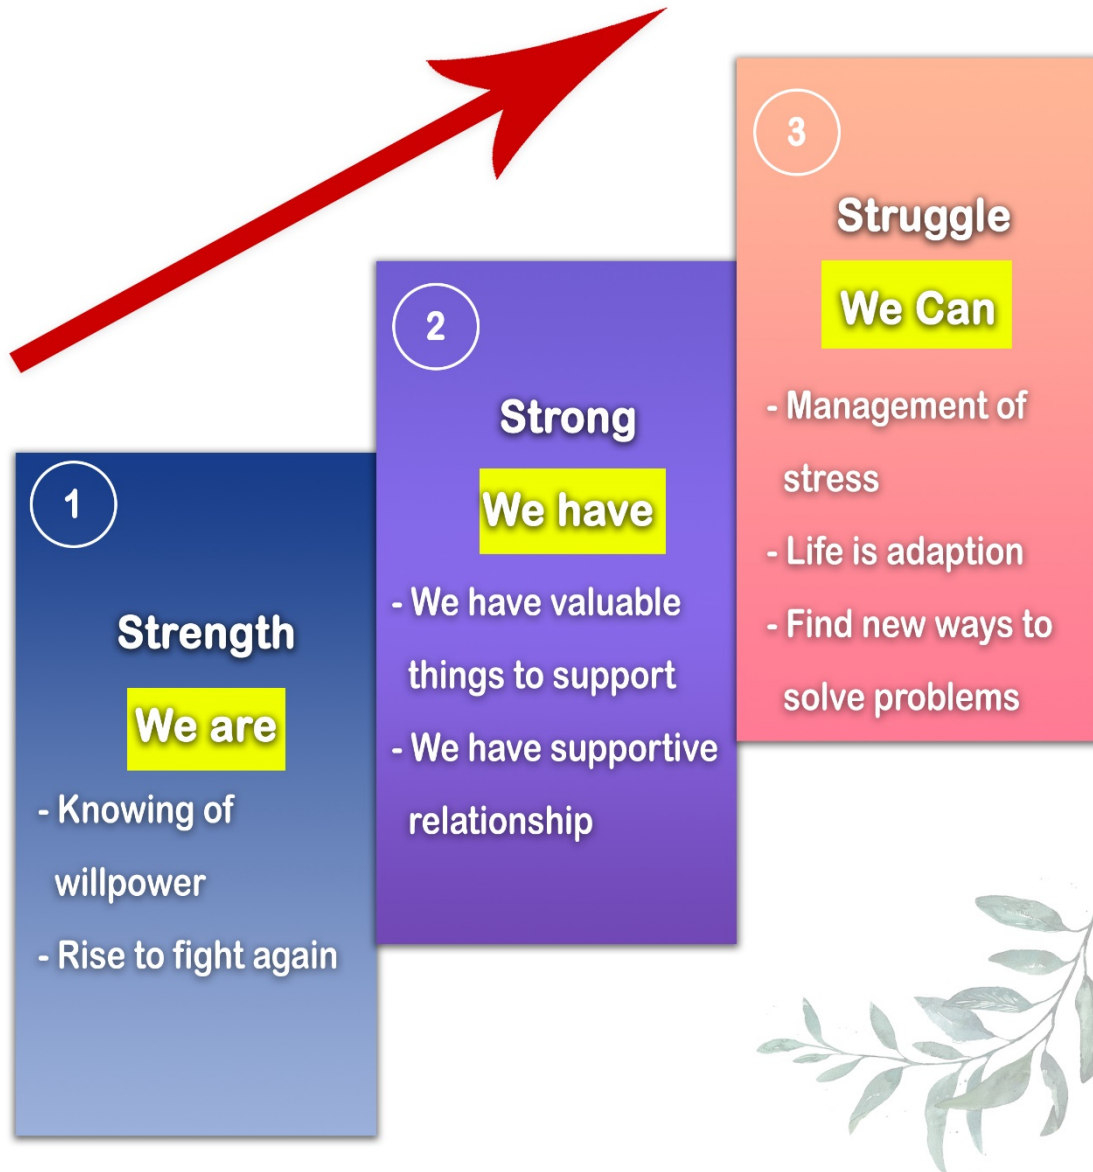 1
Strength
We are
- Knowing of
willpower
- Rise to fight again
2
Strong
We have
- We have valuable
things to support
- We have supportive
relationship
3
Struggle
We Can
- Management of
stress
- Life is adaption
- Find new ways to
solve problems